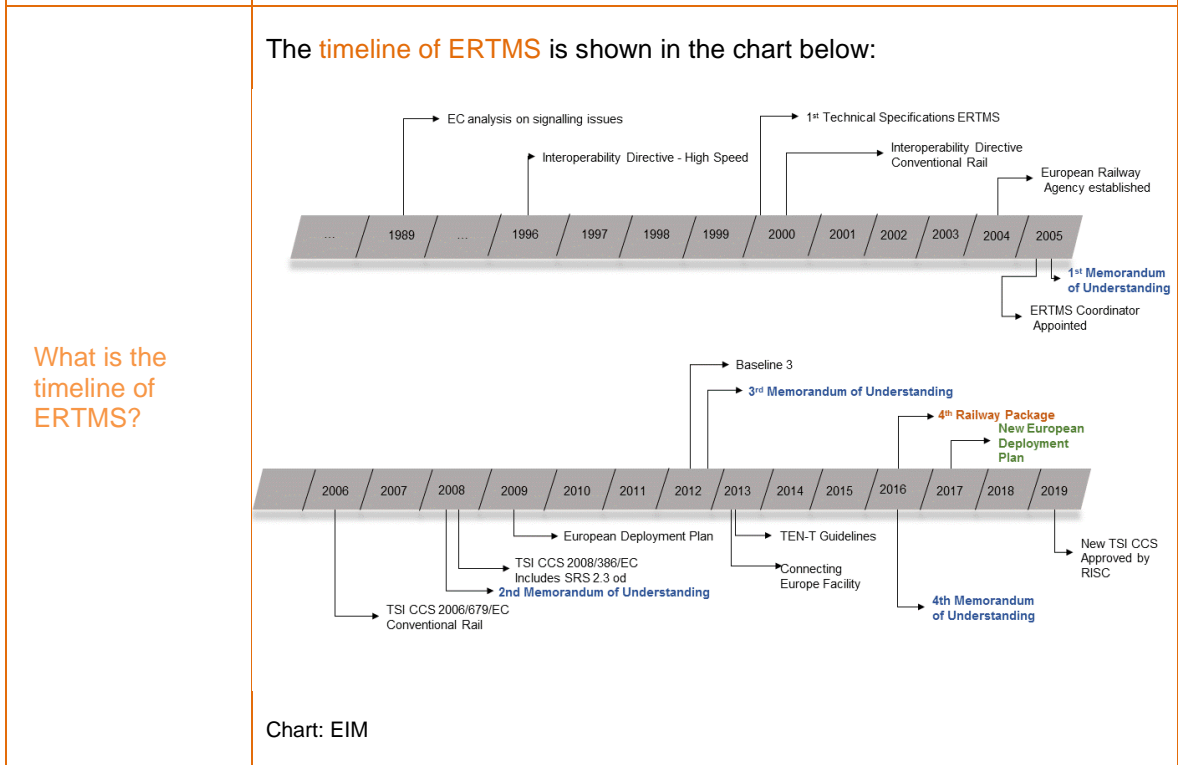 What is the
timeline of
ERTMS?
The timeline of ERTMS is shown in the chart below:
EC analysis on signalling issues
Interoperability Directive - High Speed
1st Technical Specifications ERTMS
Interoperability Directive
Conventional Rail
European Railway
Agency established
... 1989 ... 1996 1997 1998 1999 2000 2001 2002 2003 2004 2005
1st Memorandum
of Understanding
ERTMS Coordinator
Appointed
Baseline 3
3rd Memorandum of Understanding
4th Railway Package
New European
Deployment
Plan
2006 2007 2008 2009 2010 2011 2012 2013 2014 2015 2016 2017 2018 2019
European Deployment Plan
TSI CCS 2008/386/EC
Includes SRS 2.3 od
2nd Memorandum of Understanding
TSI CCS 2006/679/EC
Conventional Rail
TEN-T Guidelines
Connecting
Europe Facility
4th Memorandum
of Understanding
New TSI CCS
Approved by
RISC
Chart: EIM